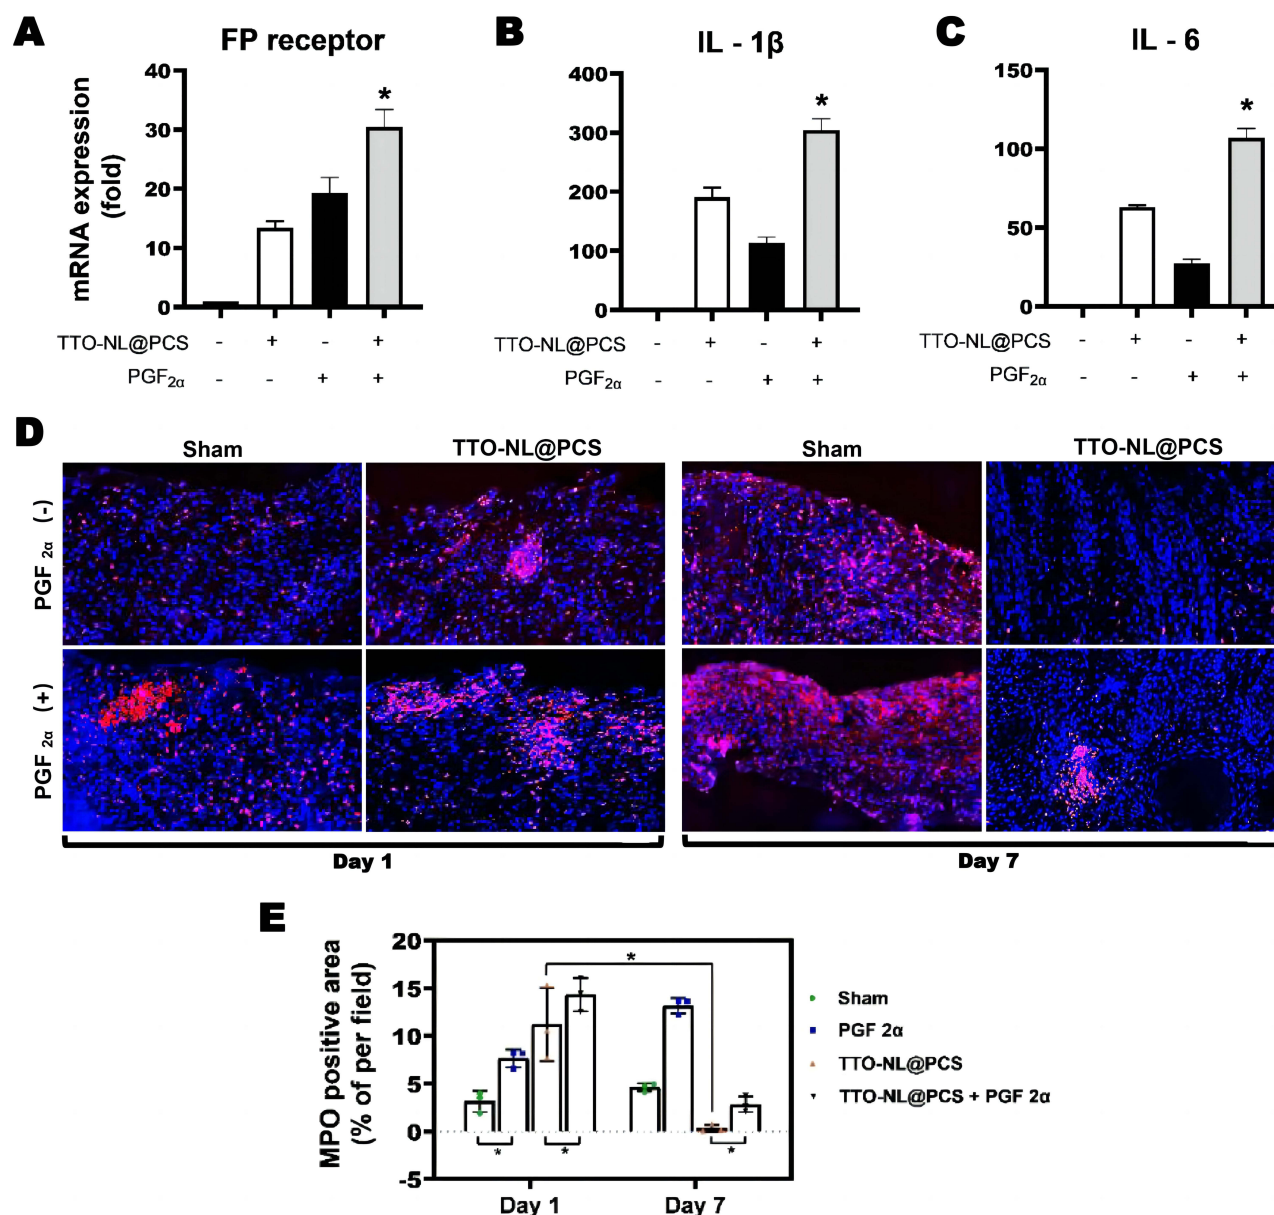 A
FP receptor
mRNA expression
(fold)
40
30
20
10
0
*
TTO-NL@PCS - + - +
PGF2α - - + +
B
IL - 1β
400
300
200
100
0
*
TTO-NL@PCS - + - +
PGF2α - - + +
C
IL - 6
150
100
50
0
*
TTO-NL@PCS - + - +
PGF2α - - + +
D
Sham TTO-NL@PCS Sham TTO-NL@PCS
PGF 2α (-)
PGF 2α (+)
Day 1 Day 7
E
MPO positive area
(% of per field)
20
15
10
5
0
-5
*
* * *
Day 1 Day 7
Sham
PGF 2α
TTO-NL@PCS
TTO-NL@PCS + PGF 2α